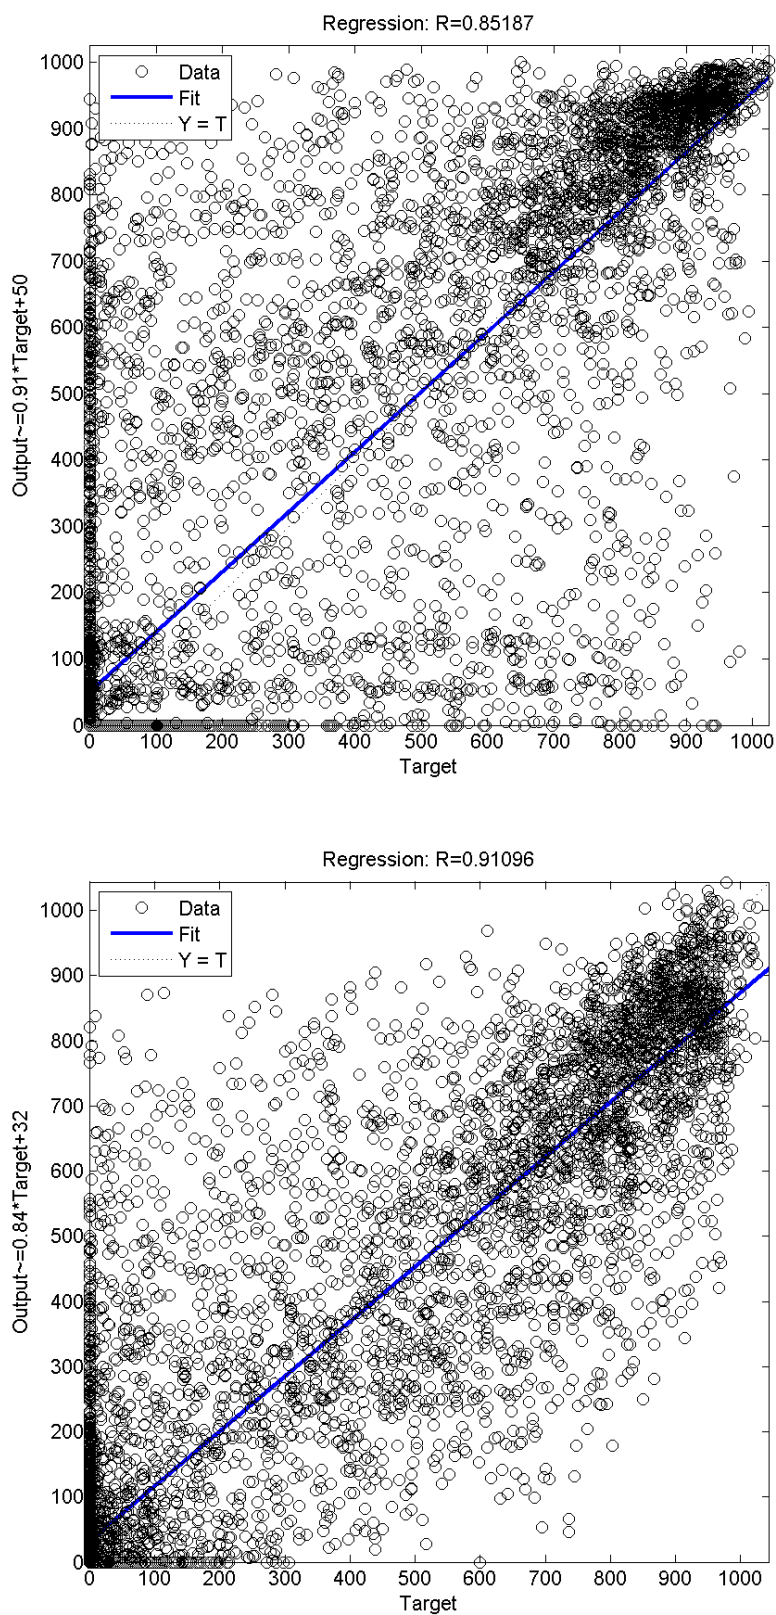 Regression: R=0.85187
Data
Fit
Y = T
1000
900
800
700
600
500
400
300
200
100
0
Output~=0.91*Target+50
0 100 200 300 400 500 600 700 800 900 1000
Target
Regression: R=0.91096
Data
Fit
Y = T
1000
900
800
700
600
500
400
300
200
100
0
Output~=0.84*Target+32
0 100 200 300 400 500 600 700 800 900 1000
Target